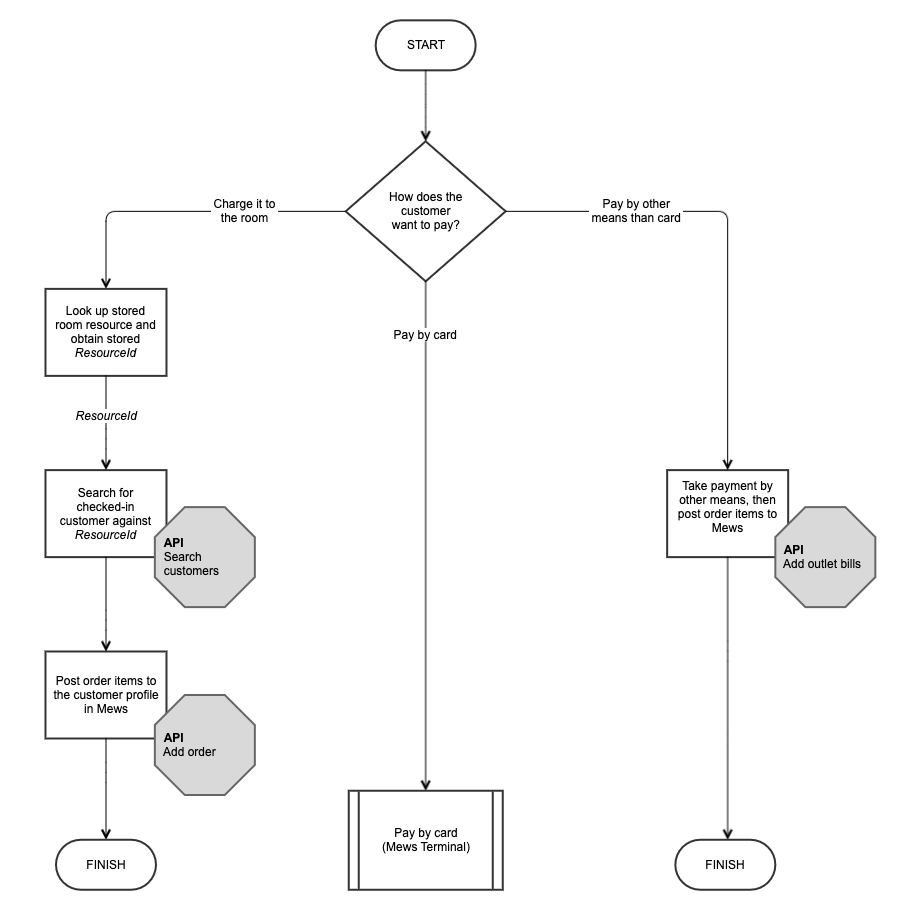 START
How does the
customer
want to pay?
Charge it to
the room
Pay by other
means than card
Look up stored
room resource and
obtain stored
ResourceId
Pay by card
ResourceId
Search for
checked-in
customer against
ResourceId
API
Search
customers
Take payment by
other means, then
post order items to
Mews
API
Add outlet bills
Post order items to
the customer profile
in Mews
API
Add order
Pay by card
(Mews Terminal)
FINISH
FINISH